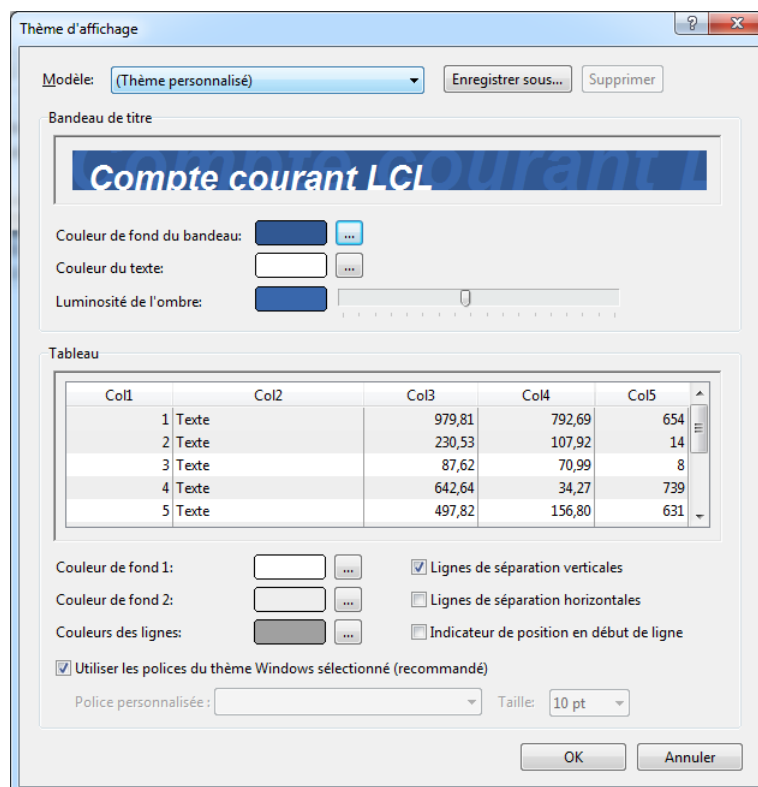 Thème d'affichage
Modèle: (Thème personnalisé) Enregistrer sous... Supprimer
Bandeau de titre
Compte courant LCL
Couleur de fond du bandeau: ...
Couleur du texte: ...
Luminosité de l'ombre:
Tableau
Col1 Col2 Col3 Col4 Col5
1 Texte 979,81 792,69 654
2 Texte 230,53 107,92 14
3 Texte 87,62 70,99 8
4 Texte 642,64 34,27 739
5 Texte 497,82 156,80 631
Couleur de fond 1: ... Lignes de séparation verticales
Couleur de fond 2: ... Lignes de séparation horizontales
Couleurs des lignes: ... Indicateur de position en début de ligne
Utiliser les polices du thème Windows sélectionné (recommandé)
Police personnalisée : Taille: 10 pt
OK Annuler